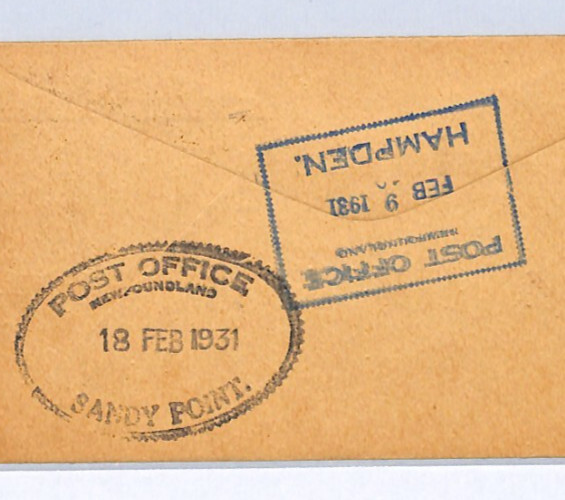 POST OFFICE
NEWFOUNDLAND
FEB 9 1931
HAMPDEN.
POST OFFICE
NEWFOUNDLAND
18 FEB 1931
SANDY POINT.